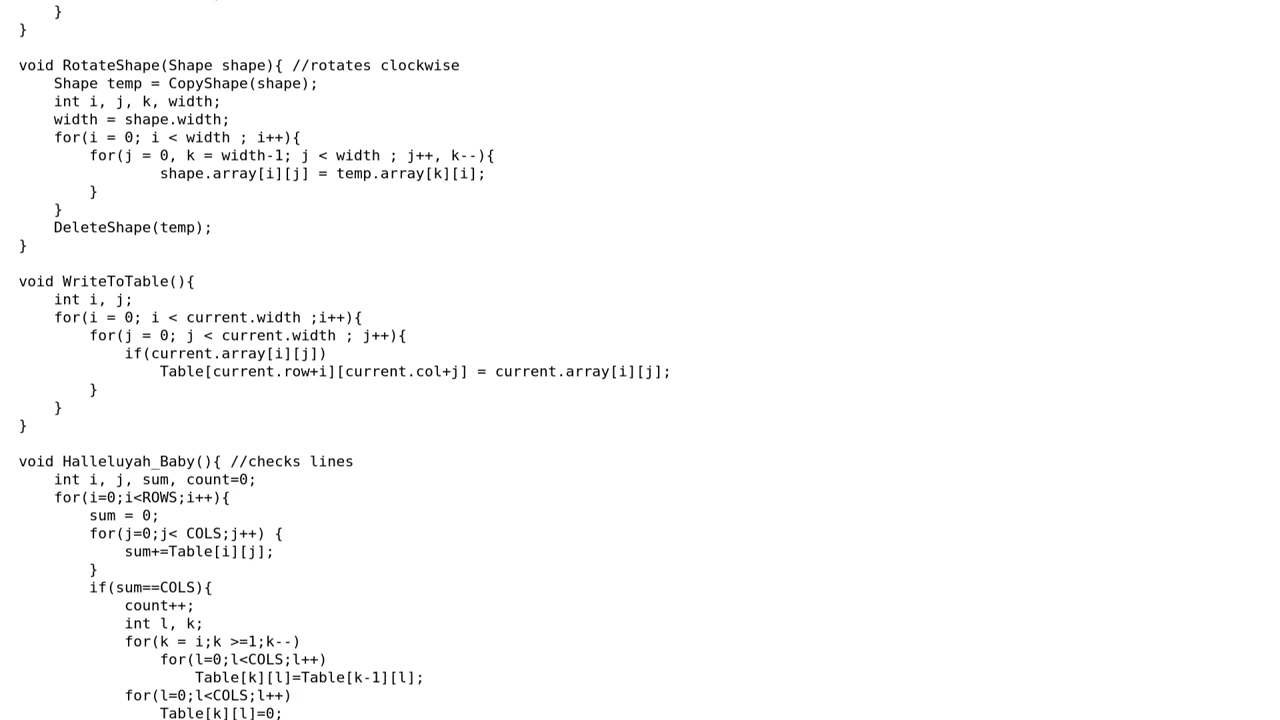 }
}

void RotateShape(Shape shape){ //rotates clockwise
    Shape temp = CopyShape(shape);
    int i, j, k, width;
    width = shape.width;
    for(i = 0; i < width ; i++){
        for(j = 0, k = width-1; j < width ; j++, k--){
                shape.array[i][j] = temp.array[k][i];
        }
    }
    DeleteShape(temp);
}

void WriteToTable(){
    int i, j;
    for(i = 0; i < current.width ;i++){
        for(j = 0; j < current.width ; j++){
            if(current.array[i][j])
                Table[current.row+i][current.col+j] = current.array[i][j];
        }
    }
}

void Halleluyah_Baby(){ //checks lines
    int i, j, sum, count=0;
    for(i=0;i<ROWS;i++){
        sum = 0;
        for(j=0;j< COLS;j++) {
            sum+=Table[i][j];
        }
        if(sum==COLS){
            count++;
            int l, k;
            for(k = i;k >=1;k--)
                for(l=0;l<COLS;l++)
                    Table[k][l]=Table[k-1][l];
            for(l=0;l<COLS;l++)
                Table[k][l]=0;